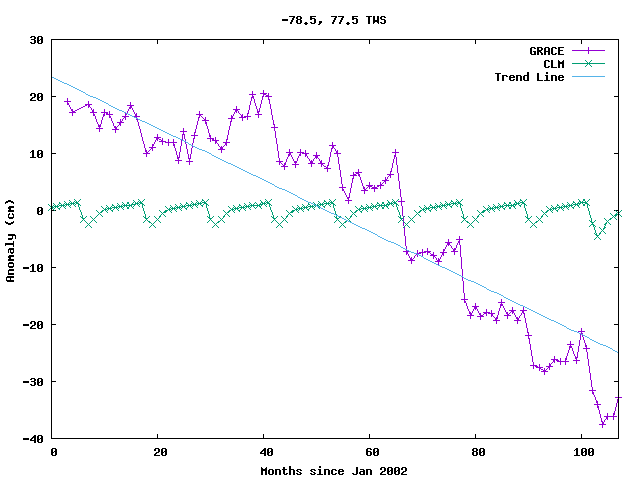 -78.5, 77.5 TWS
GRACE
CLM
Trend Line
30
20
10
0
-10
-20
-30
-40
Anomaly (cm)
0 20 40 60 80 100
Months since Jan 2002